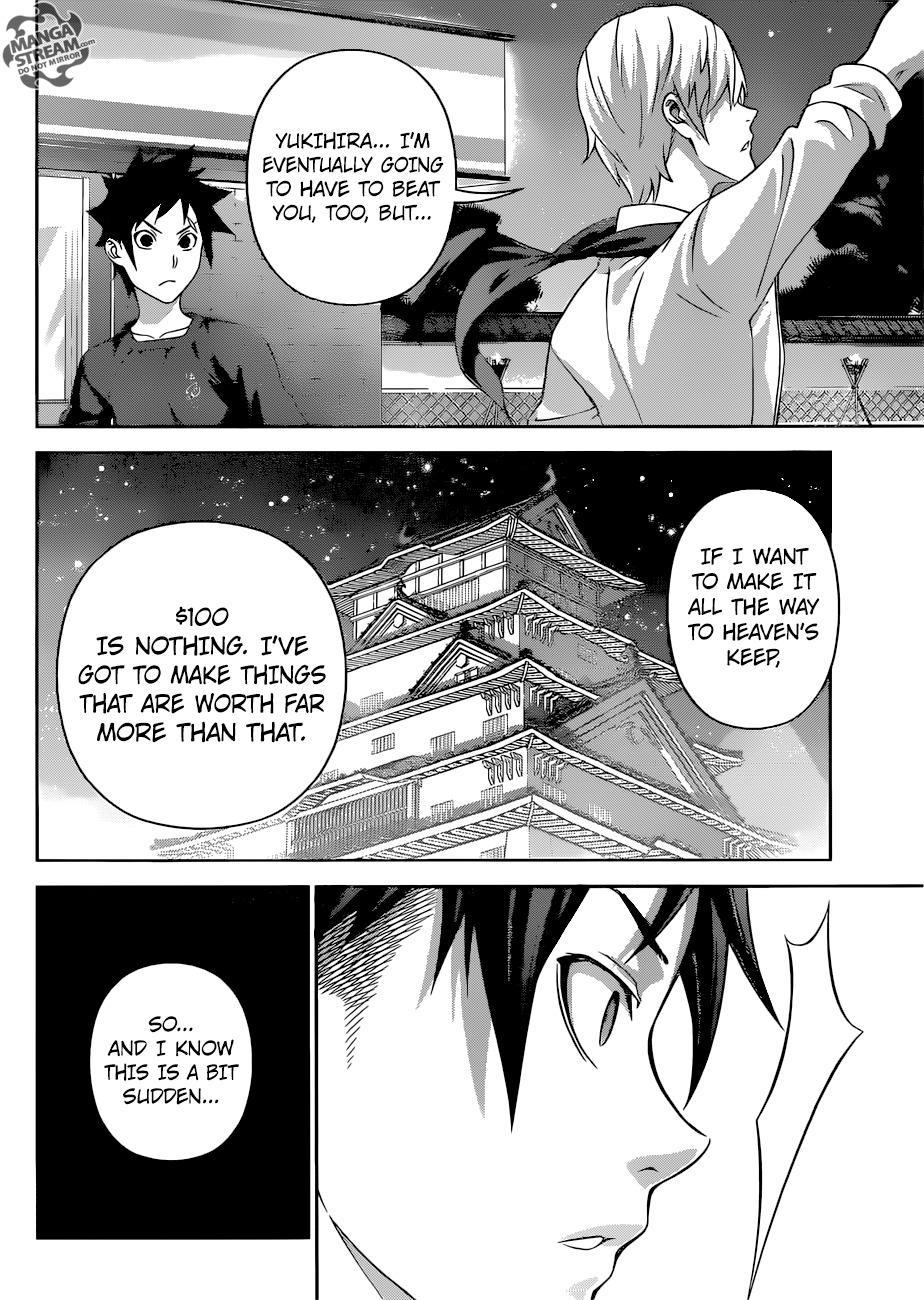 MANGA
STREAM.com
DO NOT MIRROR!
YUKIHIRA... I'M
EVENTUALLY GOING
TO HAVE TO BEAT
YOU, TOO, BUT...
IF I WANT
TO MAKE IT
ALL THE WAY
TO HEAVEN'S
KEEP,
$100
IS NOTHING. I'VE
GOT TO MAKE THINGS
THAT ARE WORTH FAR
MORE THAN THAT.
SO...
AND I KNOW
THIS IS A BIT
SUDDEN...